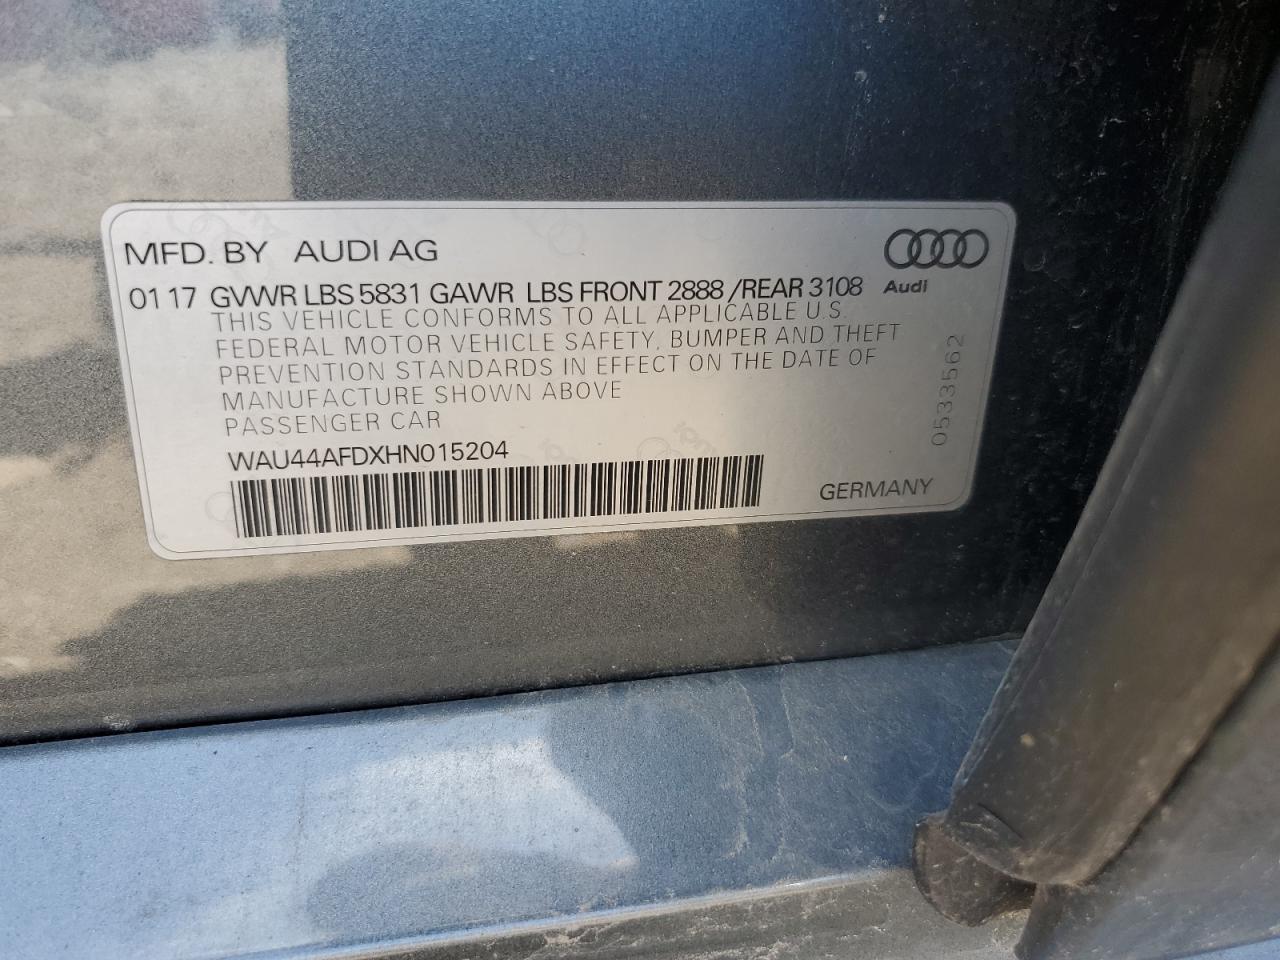 MFD. BY AUDI AG
01 17 GVWR LBS 5831 GAWR LBS FRONT 2888 /REAR 3108
Audi
THIS VEHICLE CONFORMS TO ALL APPLICABLE U.S.
FEDERAL MOTOR VEHICLE SAFETY, BUMPER AND THEFT
PREVENTION STANDARDS IN EFFECT ON THE DATE OF
MANUFACTURE SHOWN ABOVE
PASSENGER CAR
WAU44AFDXHN015204
GERMANY
0533562